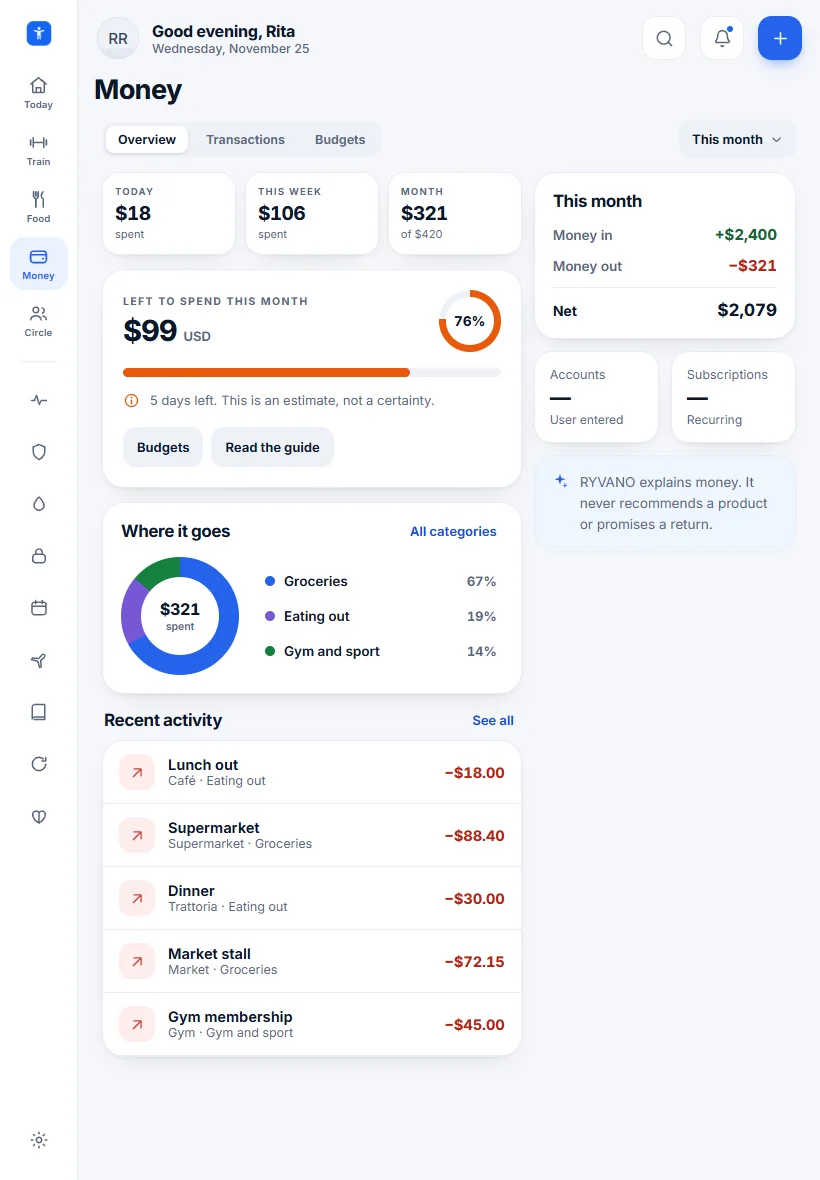 RR
Good evening, Rita
Wednesday, November 25
Today
Train
Food
Money
Circle
Money
Overview
Transactions
Budgets
This month
TODAY
$18
spent
THIS WEEK
$106
spent
MONTH
$321
of $420
LEFT TO SPEND THIS MONTH
$99 USD
76%
5 days left. This is an estimate, not a certainty.
Budgets
Read the guide
Where it goes
All categories
$321
spent
Groceries 67%
Eating out 19%
Gym and sport 14%
Recent activity
See all
Lunch out
Café · Eating out
−$18.00
Supermarket
Supermarket · Groceries
−$88.40
Dinner
Trattoria · Eating out
−$30.00
Market stall
Market · Groceries
−$72.15
Gym membership
Gym · Gym and sport
−$45.00
This month
Money in +$2,400
Money out −$321
Net $2,079
Accounts
—
User entered
Subscriptions
—
Recurring
RYVANO explains money. It
never recommends a product
or promises a return.